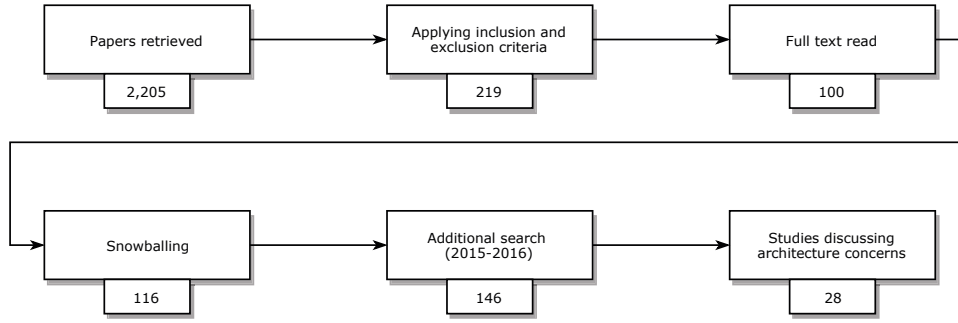 Papers retrieved
2,205
Applying inclusion and
exclusion criteria
219
Full text read
100
Snowballing
116
Additional search
(2015-2016)
146
Studies discussing
architecture concerns
28